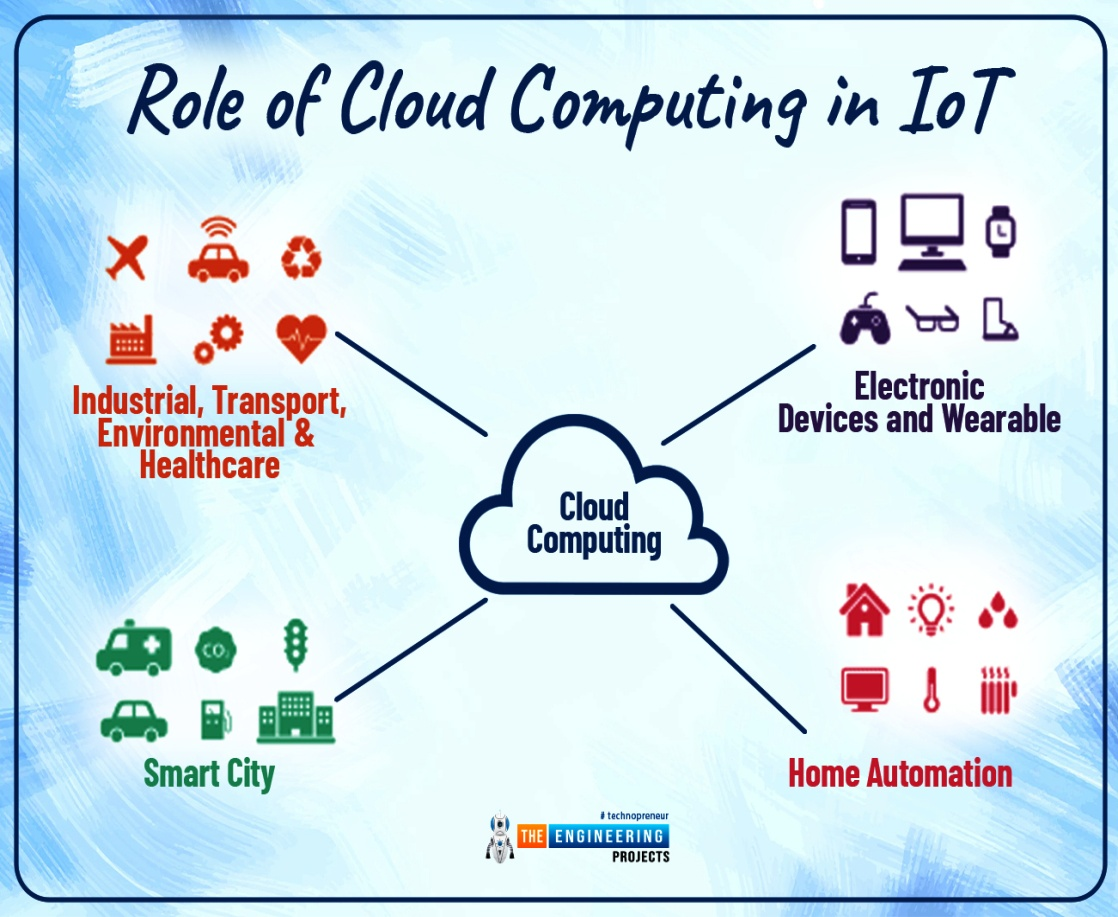 Role of Cloud Computing in IoT
Industrial, Transport,
Environmental &
Healthcare
Electronic
Devices and Wearable
Cloud
Computing
CO₂
Smart City
Home Automation
# technopreneur
THE ENGINEERING
PROJECTS